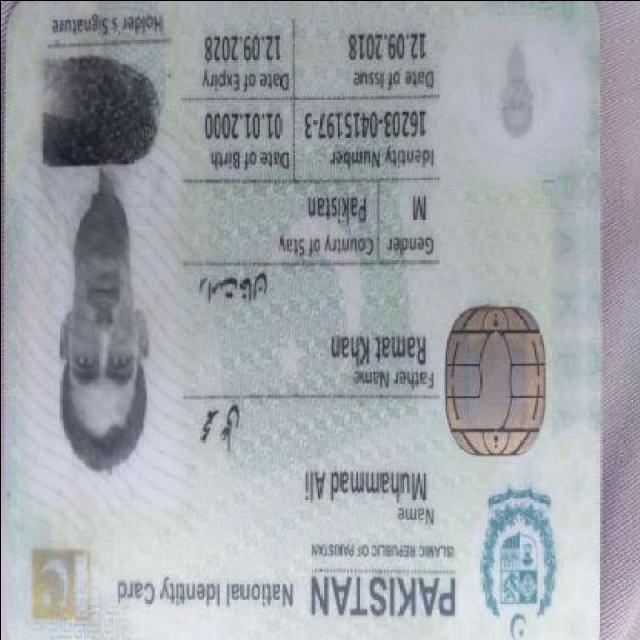 PAKISTAN National Identity Card
ISLAMIC REPUBLIC OF PAKISTAN
Name
Muhammad Ali
محمد علی
Father Name
Ramat Khan
Gender Country of Stay
M Pakistan
Identity Number Date of Birth
16203-0415197-3 01.01.2000
Date of Issue Date of Expiry
12.09.2018 12.09.2028
Holder's Signature